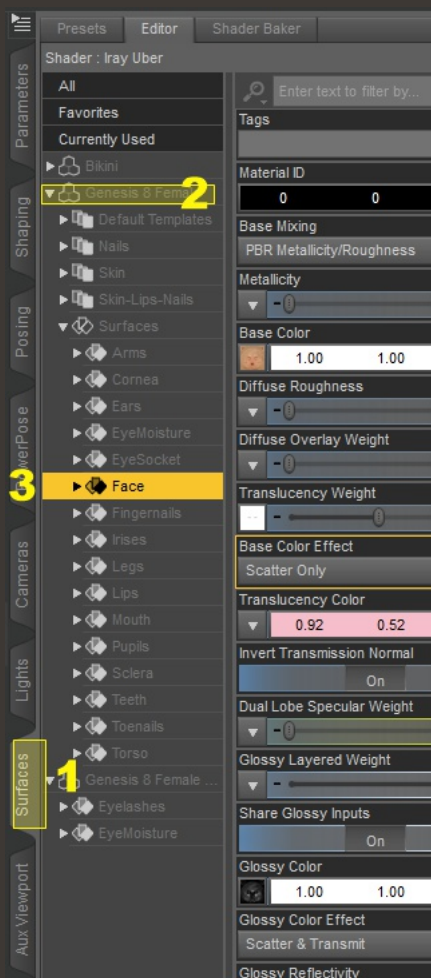 Presets Editor Shader Baker
Shader : Iray Uber
Parameters
Shaping
Posing
PowerPose
Cameras
Lights
Surfaces
Aux Viewport
All
Favorites
Currently Used
Bikini
Genesis 8 Female
2
Default Templates
Nails
Skin
Skin-Lips-Nails
Surfaces
Arms
Cornea
Ears
EyeMoisture
EyeSocket
3
Face
Fingernails
Irises
Legs
Lips
Mouth
Pupils
Sclera
Teeth
Toenails
Torso
1
Genesis 8 Female ...
Eyelashes
EyeMoisture
Enter text to filter by...
Tags
Material ID
0 0
Base Mixing
PBR Metallicity/Roughness
Metallicity
Base Color
1.00 1.00
Diffuse Roughness
Diffuse Overlay Weight
Translucency Weight
Base Color Effect
Scatter Only
Translucency Color
0.92 0.52
Invert Transmission Normal
On
Dual Lobe Specular Weight
Glossy Layered Weight
Share Glossy Inputs
On
Glossy Color
1.00 1.00
Glossy Color Effect
Scatter & Transmit
Glossy Reflectivity